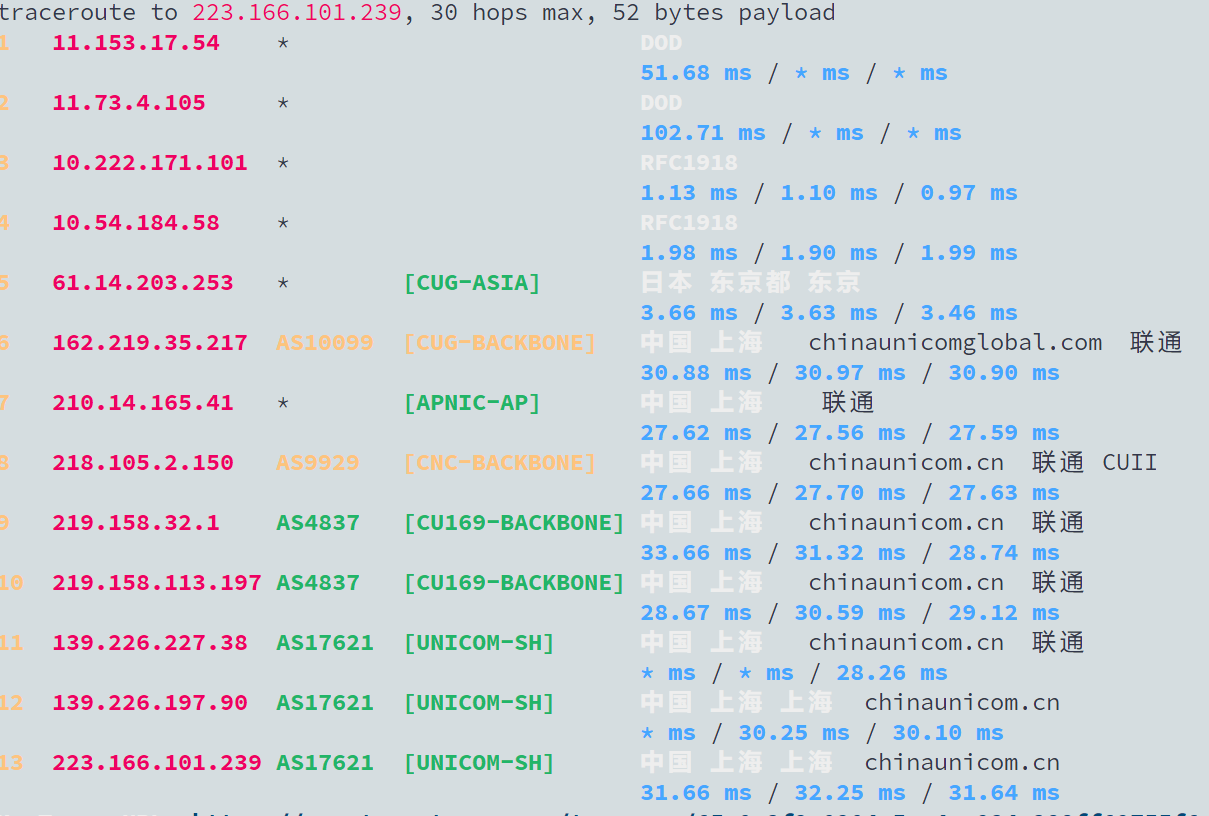 traceroute to 223.166.101.239, 30 hops max, 52 bytes payload
1 11.153.17.54 * DOD
51.68 ms / * ms / * ms
2 11.73.4.105 * DOD
102.71 ms / * ms / * ms
3 10.222.171.101 * RFC1918
1.13 ms / 1.10 ms / 0.97 ms
4 10.54.184.58 * RFC1918
1.98 ms / 1.90 ms / 1.99 ms
5 61.14.203.253 * [CUG-ASIA] 日本 东京都 东京
3.66 ms / 3.63 ms / 3.46 ms
6 162.219.35.217 AS10099 [CUG-BACKBONE] 中国 上海 chinaunicomglobal.com 联通
30.88 ms / 30.97 ms / 30.90 ms
7 210.14.165.41 * [APNIC-AP] 中国 上海 联通
27.62 ms / 27.56 ms / 27.59 ms
8 218.105.2.150 AS9929 [CNC-BACKBONE] 中国 上海 chinaunicom.cn 联通 CUII
27.66 ms / 27.70 ms / 27.63 ms
9 219.158.32.1 AS4837 [CU169-BACKBONE] 中国 上海 chinaunicom.cn 联通
33.66 ms / 31.32 ms / 28.74 ms
10 219.158.113.197 AS4837 [CU169-BACKBONE] 中国 上海 chinaunicom.cn 联通
28.67 ms / 30.59 ms / 29.12 ms
11 139.226.227.38 AS17621 [UNICOM-SH] 中国 上海 chinaunicom.cn 联通
* ms / * ms / 28.26 ms
12 139.226.197.90 AS17621 [UNICOM-SH] 中国 上海 上海 chinaunicom.cn
* ms / 30.25 ms / 30.10 ms
13 223.166.101.239 AS17621 [UNICOM-SH] 中国 上海 上海 chinaunicom.cn
31.66 ms / 32.25 ms / 31.64 ms